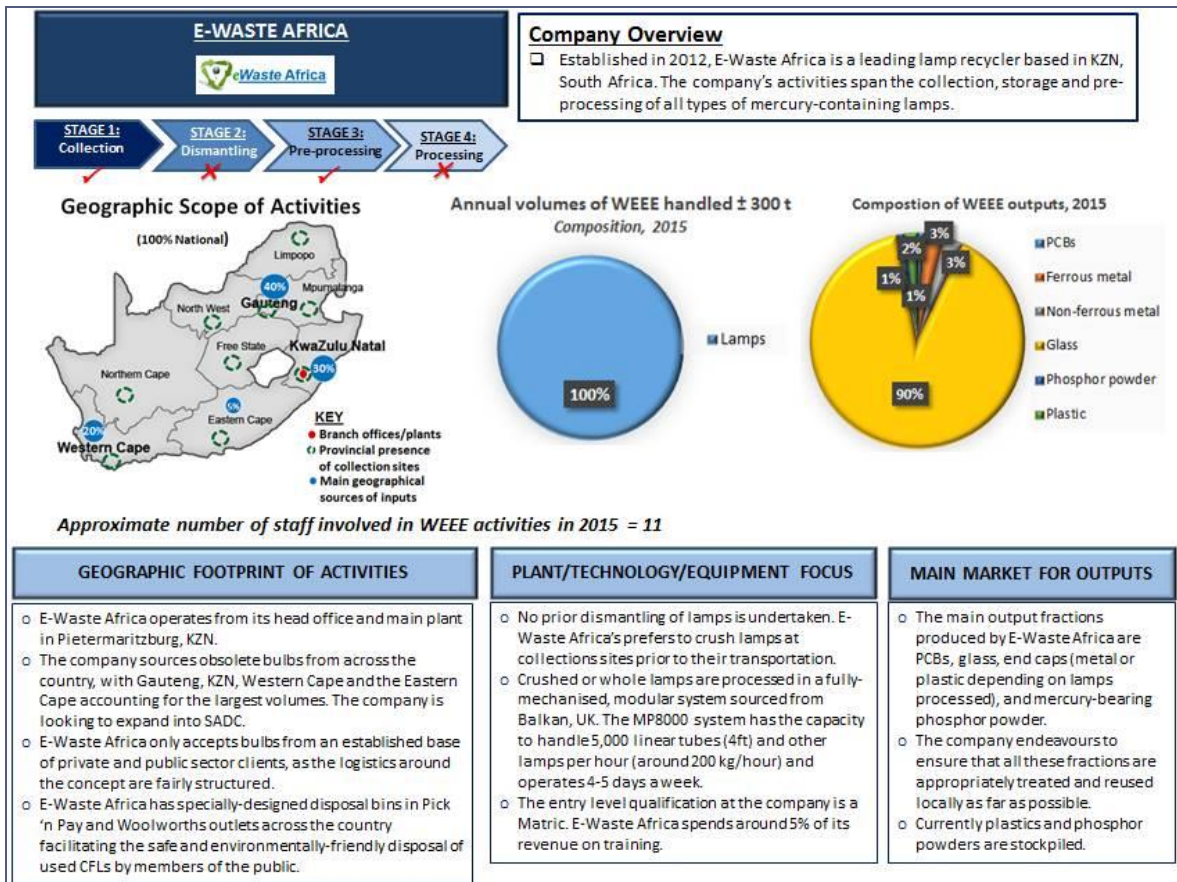 E-WASTE AFRICA
eWaste Africa
Company Overview
Established in 2012, E-Waste Africa is a leading lamp recycler based in KZN,
South Africa. The company's activities span the collection, storage and pre-
processing of all types of mercury-containing lamps.
STAGE 1:
Collection
STAGE 2:
Dismantling
STAGE 3:
Pre-processing
STAGE 4:
Processing
Geographic Scope of Activities
(100% National)
Limpopo
40%
Mpumalanga
Gauteng
North West
Free State
KwaZulu Natal
30%
Northern Cape
5%
Eastern Cape
20%
Western Cape
KEY
Branch offices/plants
Provincial presence
of collection sites
Main geographical
sources of inputs
Annual volumes of WEEE handled ± 300 t
Composition, 2015
Lamps
100%
Compostion of WEEE outputs, 2015
3%
2%
3%
1%
1%
90%
PCBs
Ferrous metal
Non-ferrous metal
Glass
Phosphor powder
Plastic
Approximate number of staff involved in WEEE activities in 2015 = 11
GEOGRAPHIC FOOTPRINT OF ACTIVITIES
o E-Waste Africa operates from its head office and main plant
in Pietermaritzburg, KZN.
o The company sources obsolete bulbs from across the
country, with Gauteng, KZN, Western Cape and the Eastern
Cape accounting for the largest volumes. The company is
looking to expand into SADC.
o E-Waste Africa only accepts bulbs from an established base
of private and public sector clients, as the logistics around
the concept are fairly structured.
o E-Waste Africa has specially-designed disposal bins in Pick
'n Pay and Woolworths outlets across the country
facilitating the safe and environmentally-friendly disposal of
used CFLs by members of the public.
PLANT/TECHNOLOGY/EQUIPMENT FOCUS
o No prior dismantling of lamps is undertaken. E-
Waste Africa's prefers to crush lamps at
collections sites prior to their transportation.
o Crushed or whole lamps are processed in a fully-
mechanised, modular system sourced from
Balkan, UK. The MP8000 system has the capacity
to handle 5,000 linear tubes (4ft) and other
lamps per hour (around 200 kg/hour) and
operates 4-5 days a week.
o The entry level qualification at the company is a
Matric. E-Waste Africa spends around 5% of its
revenue on training.
MAIN MARKET FOR OUTPUTS
o The main output fractions
produced by E-Waste Africa are
PCBs, glass, end caps (metal or
plastic depending on lamps
processed), and mercury-bearing
phosphor powder.
o The company endeavours to
ensure that all these fractions are
appropriately treated and reused
locally as far as possible.
o Currently plastics and phosphor
powders are stockpiled.